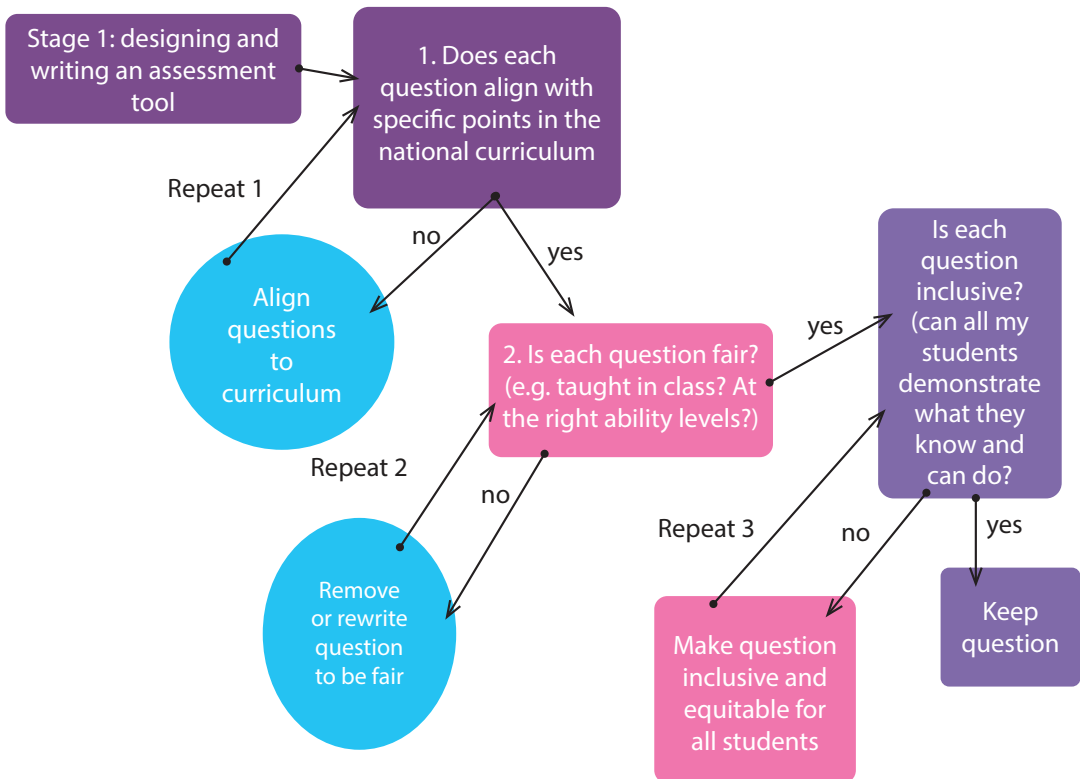 Stage 1: designing and
writing an assessment
tool
1. Does each
question align with
specific points in the
national curriculum
Repeat 1
no
yes
Align
questions
to
curriculum
2. Is each question fair?
(e.g. taught in class? At
the right ability levels?)
yes
Is each
question
inclusive?
(can all my
students
demonstrate
what they
know and
can do?
Repeat 2
no
Remove
or rewrite
question
to be fair
Repeat 3
no
yes
Make question
inclusive and
equitable for
all students
Keep
question